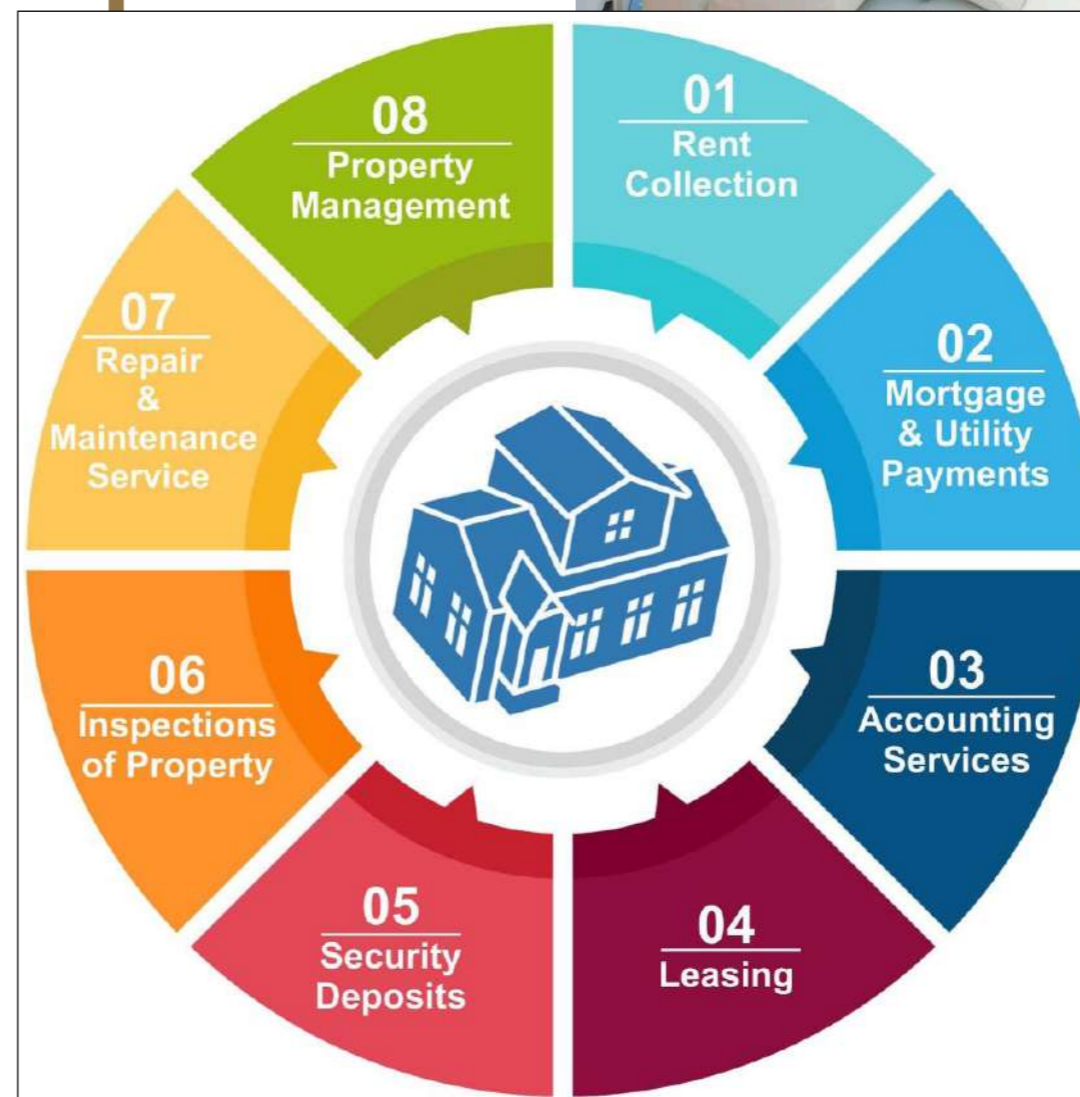 01
Rent
Collection
02
Mortgage
& Utility
Payments
03
Accounting
Services
04
Leasing
05
Security
Deposits
06
Inspections
of Property
07
Repair
&
Maintenance
Service
08
Property
Management